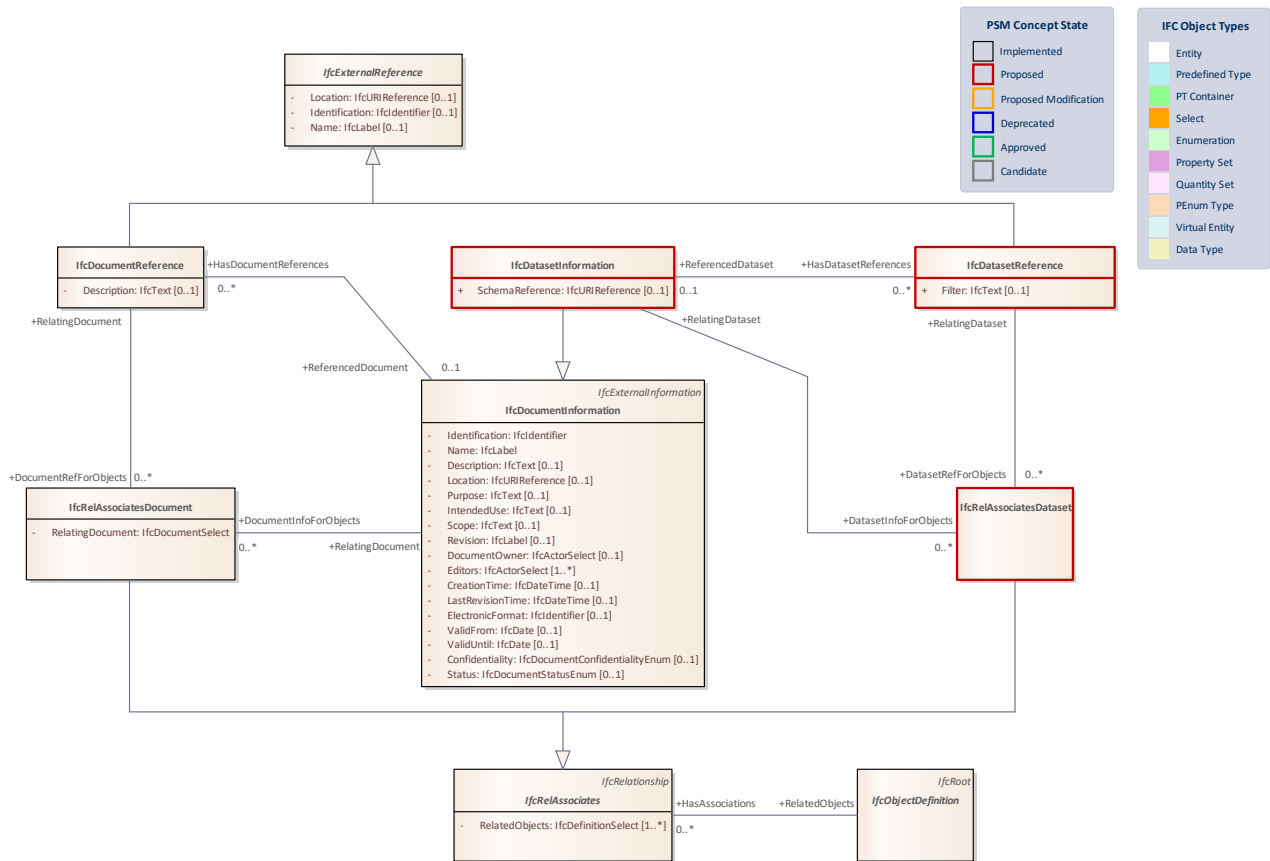 PSM Concept State
Implemented
Proposed
Proposed Modification
Deprecated
Approved
Candidate
IFC Object Types
Entity
Predefined Type
PT Container
Select
Enumeration
Property Set
Quantity Set
PEnum Type
Virtual Entity
Data Type
IfcExternalReference
- Location: IfcURIReference [0..1]
- Identification: IfcIdentifier [0..1]
- Name: IfcLabel [0..1]
IfcDocumentReference
- Description: IfcText [0..1]
+HasDocumentReferences
0..*
+RelatingDocument
IfcDatasetInformation
+ SchemaReference: IfcURIReference [0..1]
+ReferencedDataset
0..1
+HasDatasetReferences
0..*
+RelatingDataset
IfcDatasetReference
+ Filter: IfcText [0..1]
+RelatingDataset
+ReferencedDocument
0..1
IfcExternalInformation
IfcDocumentInformation
- Identification: IfcIdentifier
- Name: IfcLabel
- Description: IfcText [0..1]
- Location: IfcURIReference [0..1]
- Purpose: IfcText [0..1]
- IntendedUse: IfcText [0..1]
- Scope: IfcText [0..1]
- Revision: IfcLabel [0..1]
- DocumentOwner: IfcActorSelect [0..1]
- Editors: IfcActorSelect [1..*]
- CreationTime: IfcDateTime [0..1]
- LastRevisionTime: IfcDateTime [0..1]
- ElectronicFormat: IfcIdentifier [0..1]
- ValidFrom: IfcDate [0..1]
- ValidUntil: IfcDate [0..1]
- Confidentiality: IfcDocumentConfidentialityEnum [0..1]
- Status: IfcDocumentStatusEnum [0..1]
+DocumentRefForObjects
0..*
IfcRelAssociatesDocument
- RelatingDocument: IfcDocumentSelect
+DocumentInfoForObjects
0..*
+RelatingDocument
+DatasetRefForObjects
0..*
+DatasetInfoForObjects
0..*
IfcRelAssociatesDataset
IfcRelationship
IfcRelAssociates
- RelatedObjects: IfcDefinitionSelect [1..*]
+HasAssociations
0..*
+RelatedObjects
IfcRoot
IfcObjectDefinition